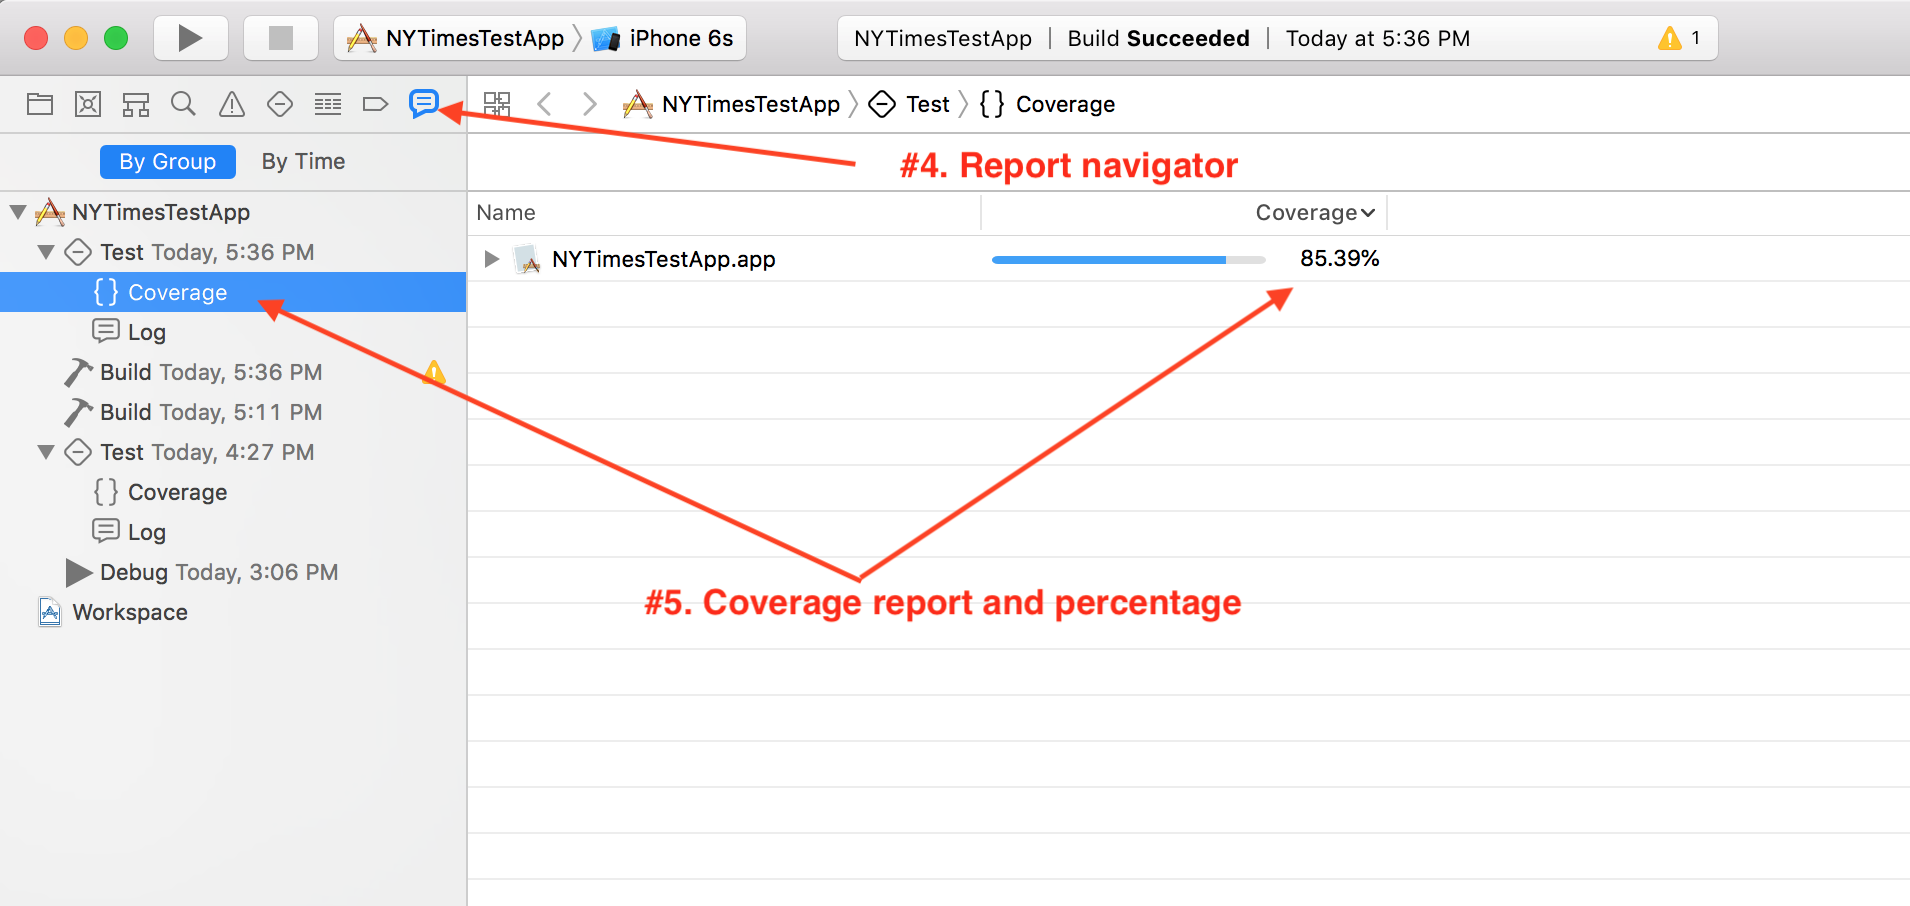 NYTimesTestApp iPhone 6s NYTimesTestApp | Build Succeeded | Today at 5:36 PM 1
NYTimesTestApp Test {} Coverage
By Group By Time
#4. Report navigator
NYTimesTestApp
Name Coverage
Test Today, 5:36 PM
NYTimesTestApp.app 85.39%
{} Coverage
Log
Build Today, 5:36 PM
Build Today, 5:11 PM
Test Today, 4:27 PM
{} Coverage
Log
Debug Today, 3:06 PM
#5. Coverage report and percentage
Workspace